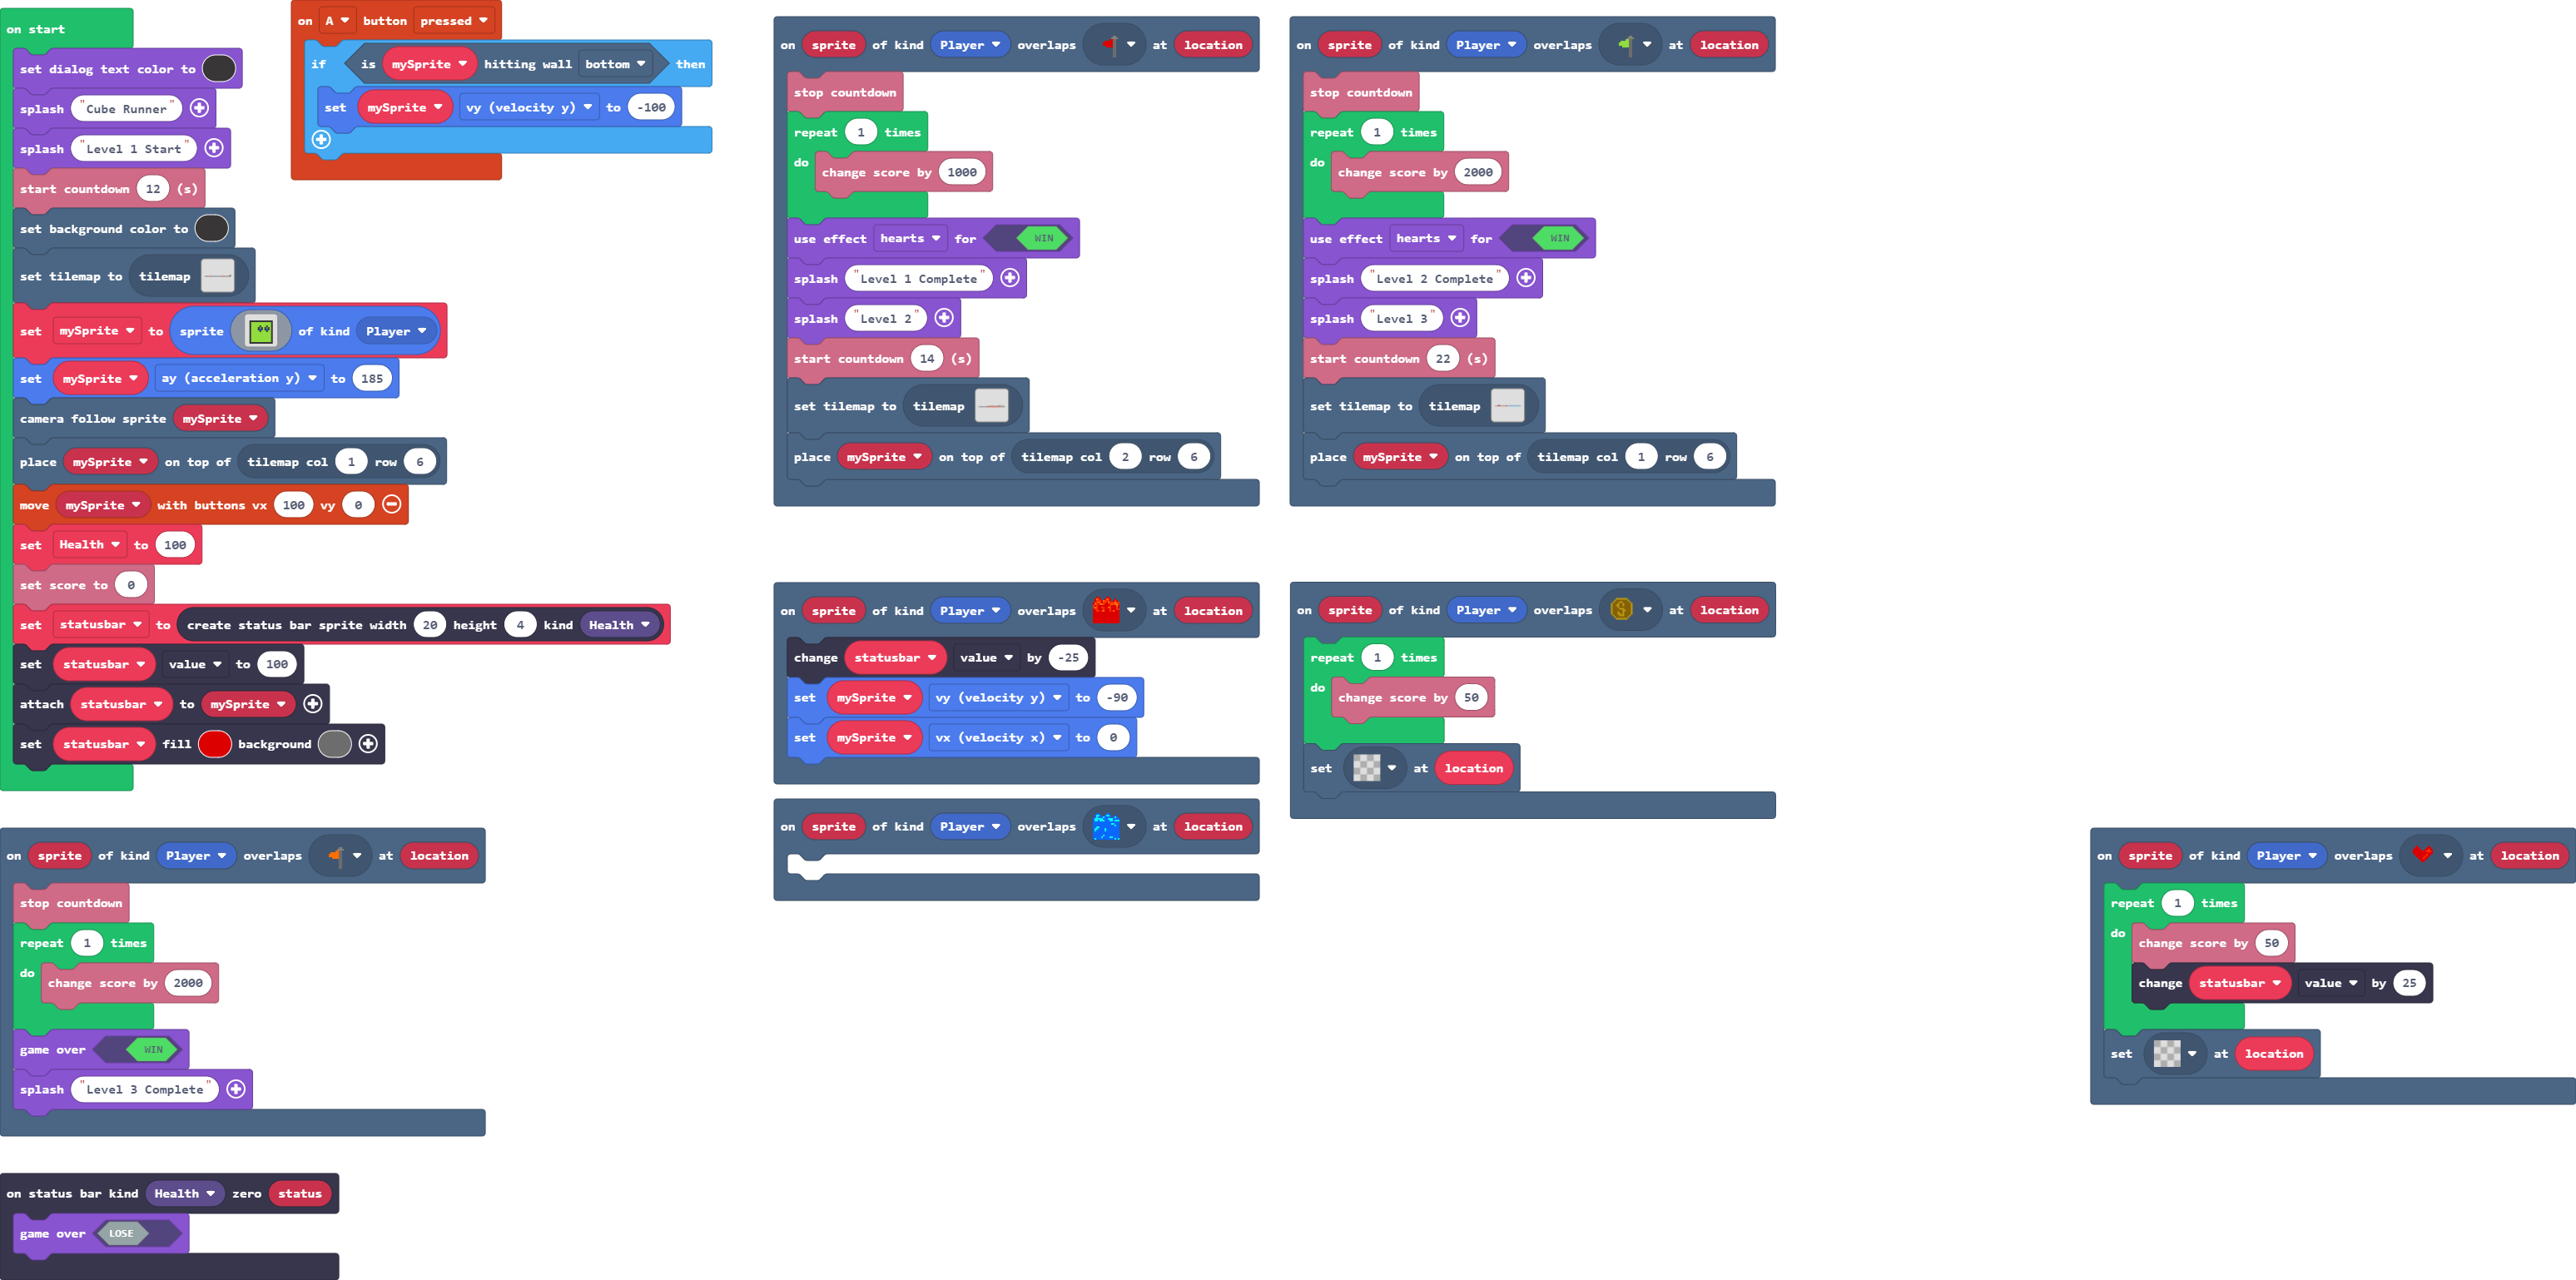 on start
set dialog text color to
splash "Cube Runner"
splash "Level 1 Start"
start countdown 12 (s)
set background color to
set tilemap to tilemap
set mySprite to sprite of kind Player
set mySprite ay (acceleration y) to 185
camera follow sprite mySprite
place mySprite on top of tilemap col 1 row 6
move mySprite with buttons vx 100 vy 0
set Health to 100
set score to 0
set statusbar to create status bar sprite width 20 height 4 kind Health
set statusbar value to 100
attach statusbar to mySprite
set statusbar fill background
on A button pressed
if is mySprite hitting wall bottom then
set mySprite vy (velocity y) to -100
on sprite of kind Player overlaps at location
stop countdown
repeat 1 times
do
change score by 1000
use effect hearts for WIN
splash "Level 1 Complete"
splash "Level 2"
start countdown 14 (s)
set tilemap to tilemap
place mySprite on top of tilemap col 2 row 6
on sprite of kind Player overlaps at location
stop countdown
repeat 1 times
do
change score by 2000
use effect hearts for WIN
splash "Level 2 Complete"
splash "Level 3"
start countdown 22 (s)
set tilemap to tilemap
place mySprite on top of tilemap col 1 row 6
on sprite of kind Player overlaps at location
change statusbar value by -25
set mySprite vy (velocity y) to -90
set mySprite vx (velocity x) to 0
on sprite of kind Player overlaps at location
repeat 1 times
do
change score by 50
set at location
on sprite of kind Player overlaps at location
on sprite of kind Player overlaps at location
stop countdown
repeat 1 times
do
change score by 2000
game over WIN
splash "Level 3 Complete"
on sprite of kind Player overlaps at location
repeat 1 times
do
change score by 50
change statusbar value by 25
set at location
on status bar kind Health zero status
game over LOSE